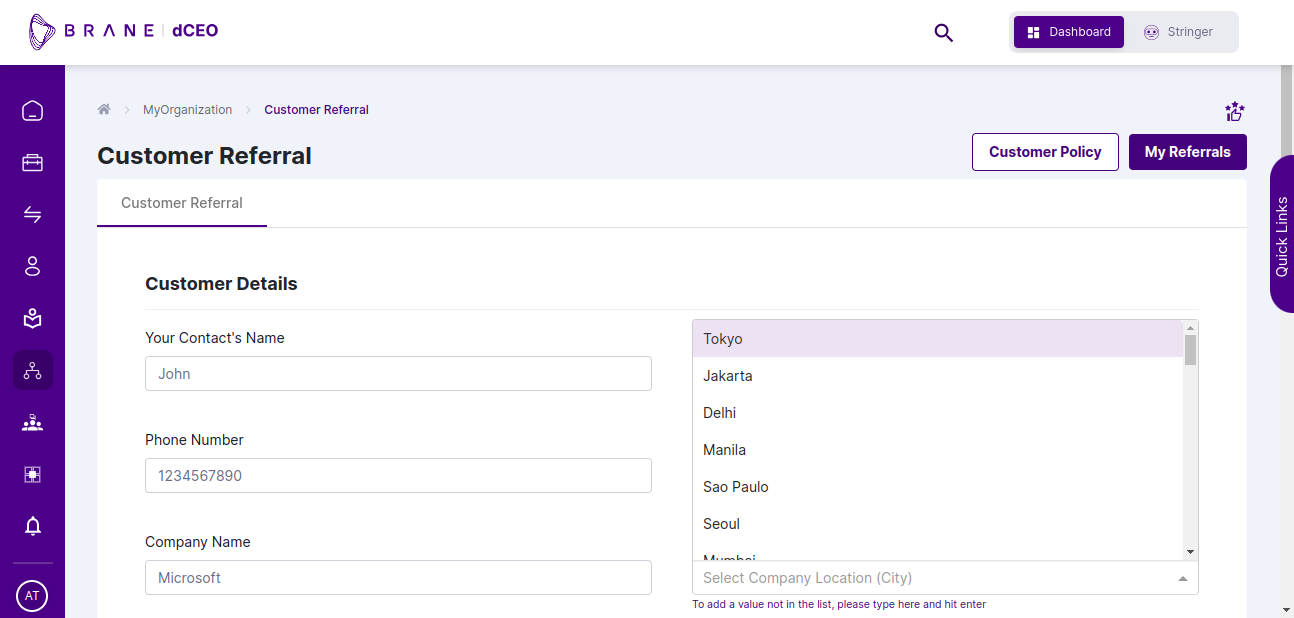 BRANE | dCEO
Dashboard
Stringer
MyOrganization
Customer Referral
Customer Referral
Customer Policy
My Referrals
Quick Links
Customer Referral
Customer Details
Your Contact's Name
John
Phone Number
1234567890
Company Name
Microsoft
Tokyo
Jakarta
Delhi
Manila
Sao Paulo
Seoul
Mumbai
Select Company Location (City)
To add a value not in the list, please type here and hit enter
AT